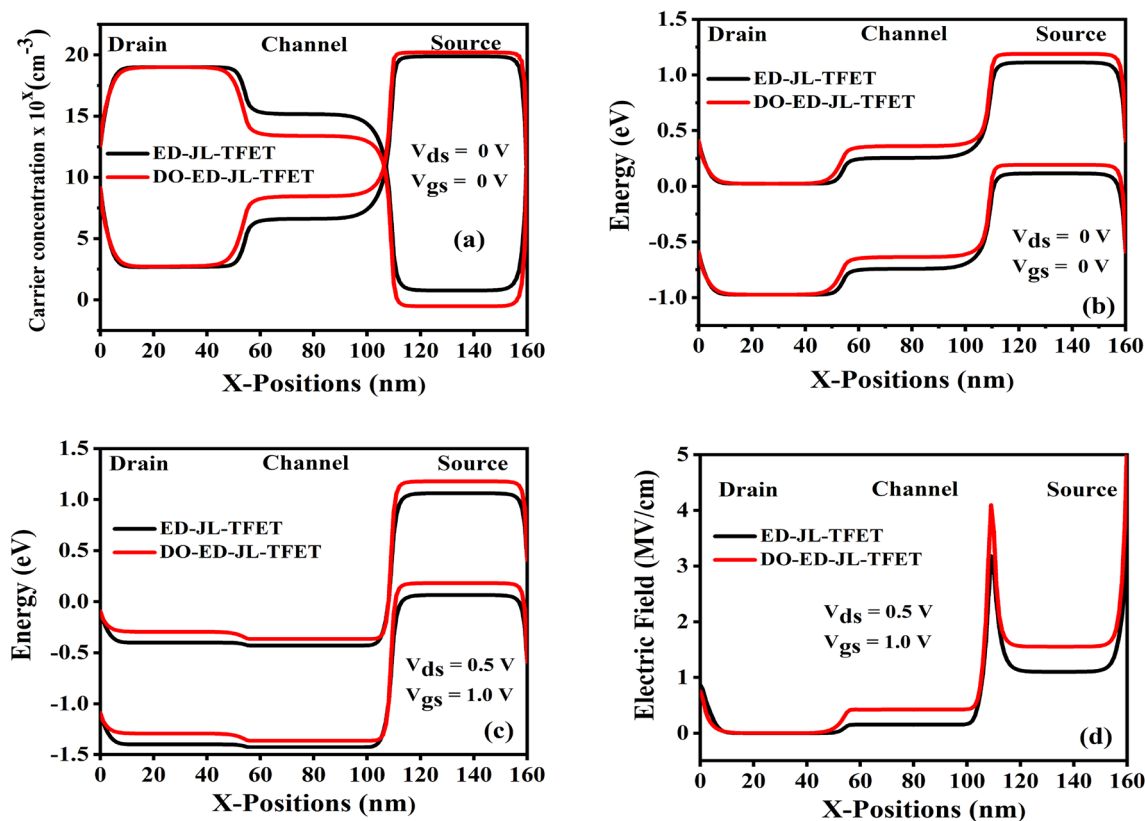 Drain Channel Source
Carrier concentration x 10^x(cm^-3)
20
15
10
5
0
ED-JL-TFET
DO-ED-JL-TFET
Vds = 0 V
Vgs = 0 V
(a)
0 20 40 60 80 100 120 140 160
X-Positions (nm)
Drain Channel Source
Energy (eV)
1.5
1.0
0.5
0.0
-0.5
-1.0
ED-JL-TFET
DO-ED-JL-TFET
Vds = 0 V
Vgs = 0 V
(b)
0 20 40 60 80 100 120 140 160
X-Positions (nm)
Drain Channel Source
Energy (eV)
1.5
1.0
0.5
0.0
-0.5
-1.0
-1.5
ED-JL-TFET
DO-ED-JL-TFET
Vds = 0.5 V
Vgs = 1.0 V
(c)
0 20 40 60 80 100 120 140 160
X-Positions (nm)
Drain Channel Source
Electric Field (MV/cm)
5
4
3
2
1
0
ED-JL-TFET
DO-ED-JL-TFET
Vds = 0.5 V
Vgs = 1.0 V
(d)
0 20 40 60 80 100 120 140 160
X-Positions (nm)